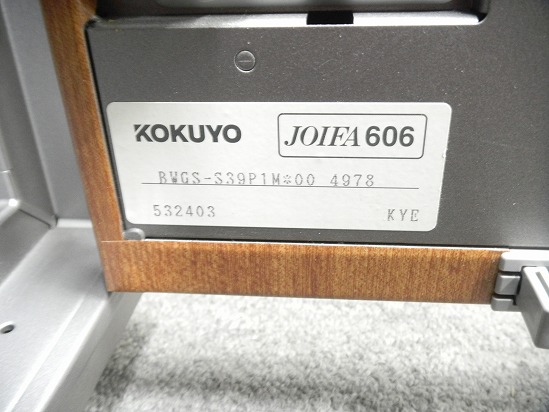 KOKUYO
JOIFA 606
BWGS-S39P1M*00 4978
532403
KYE